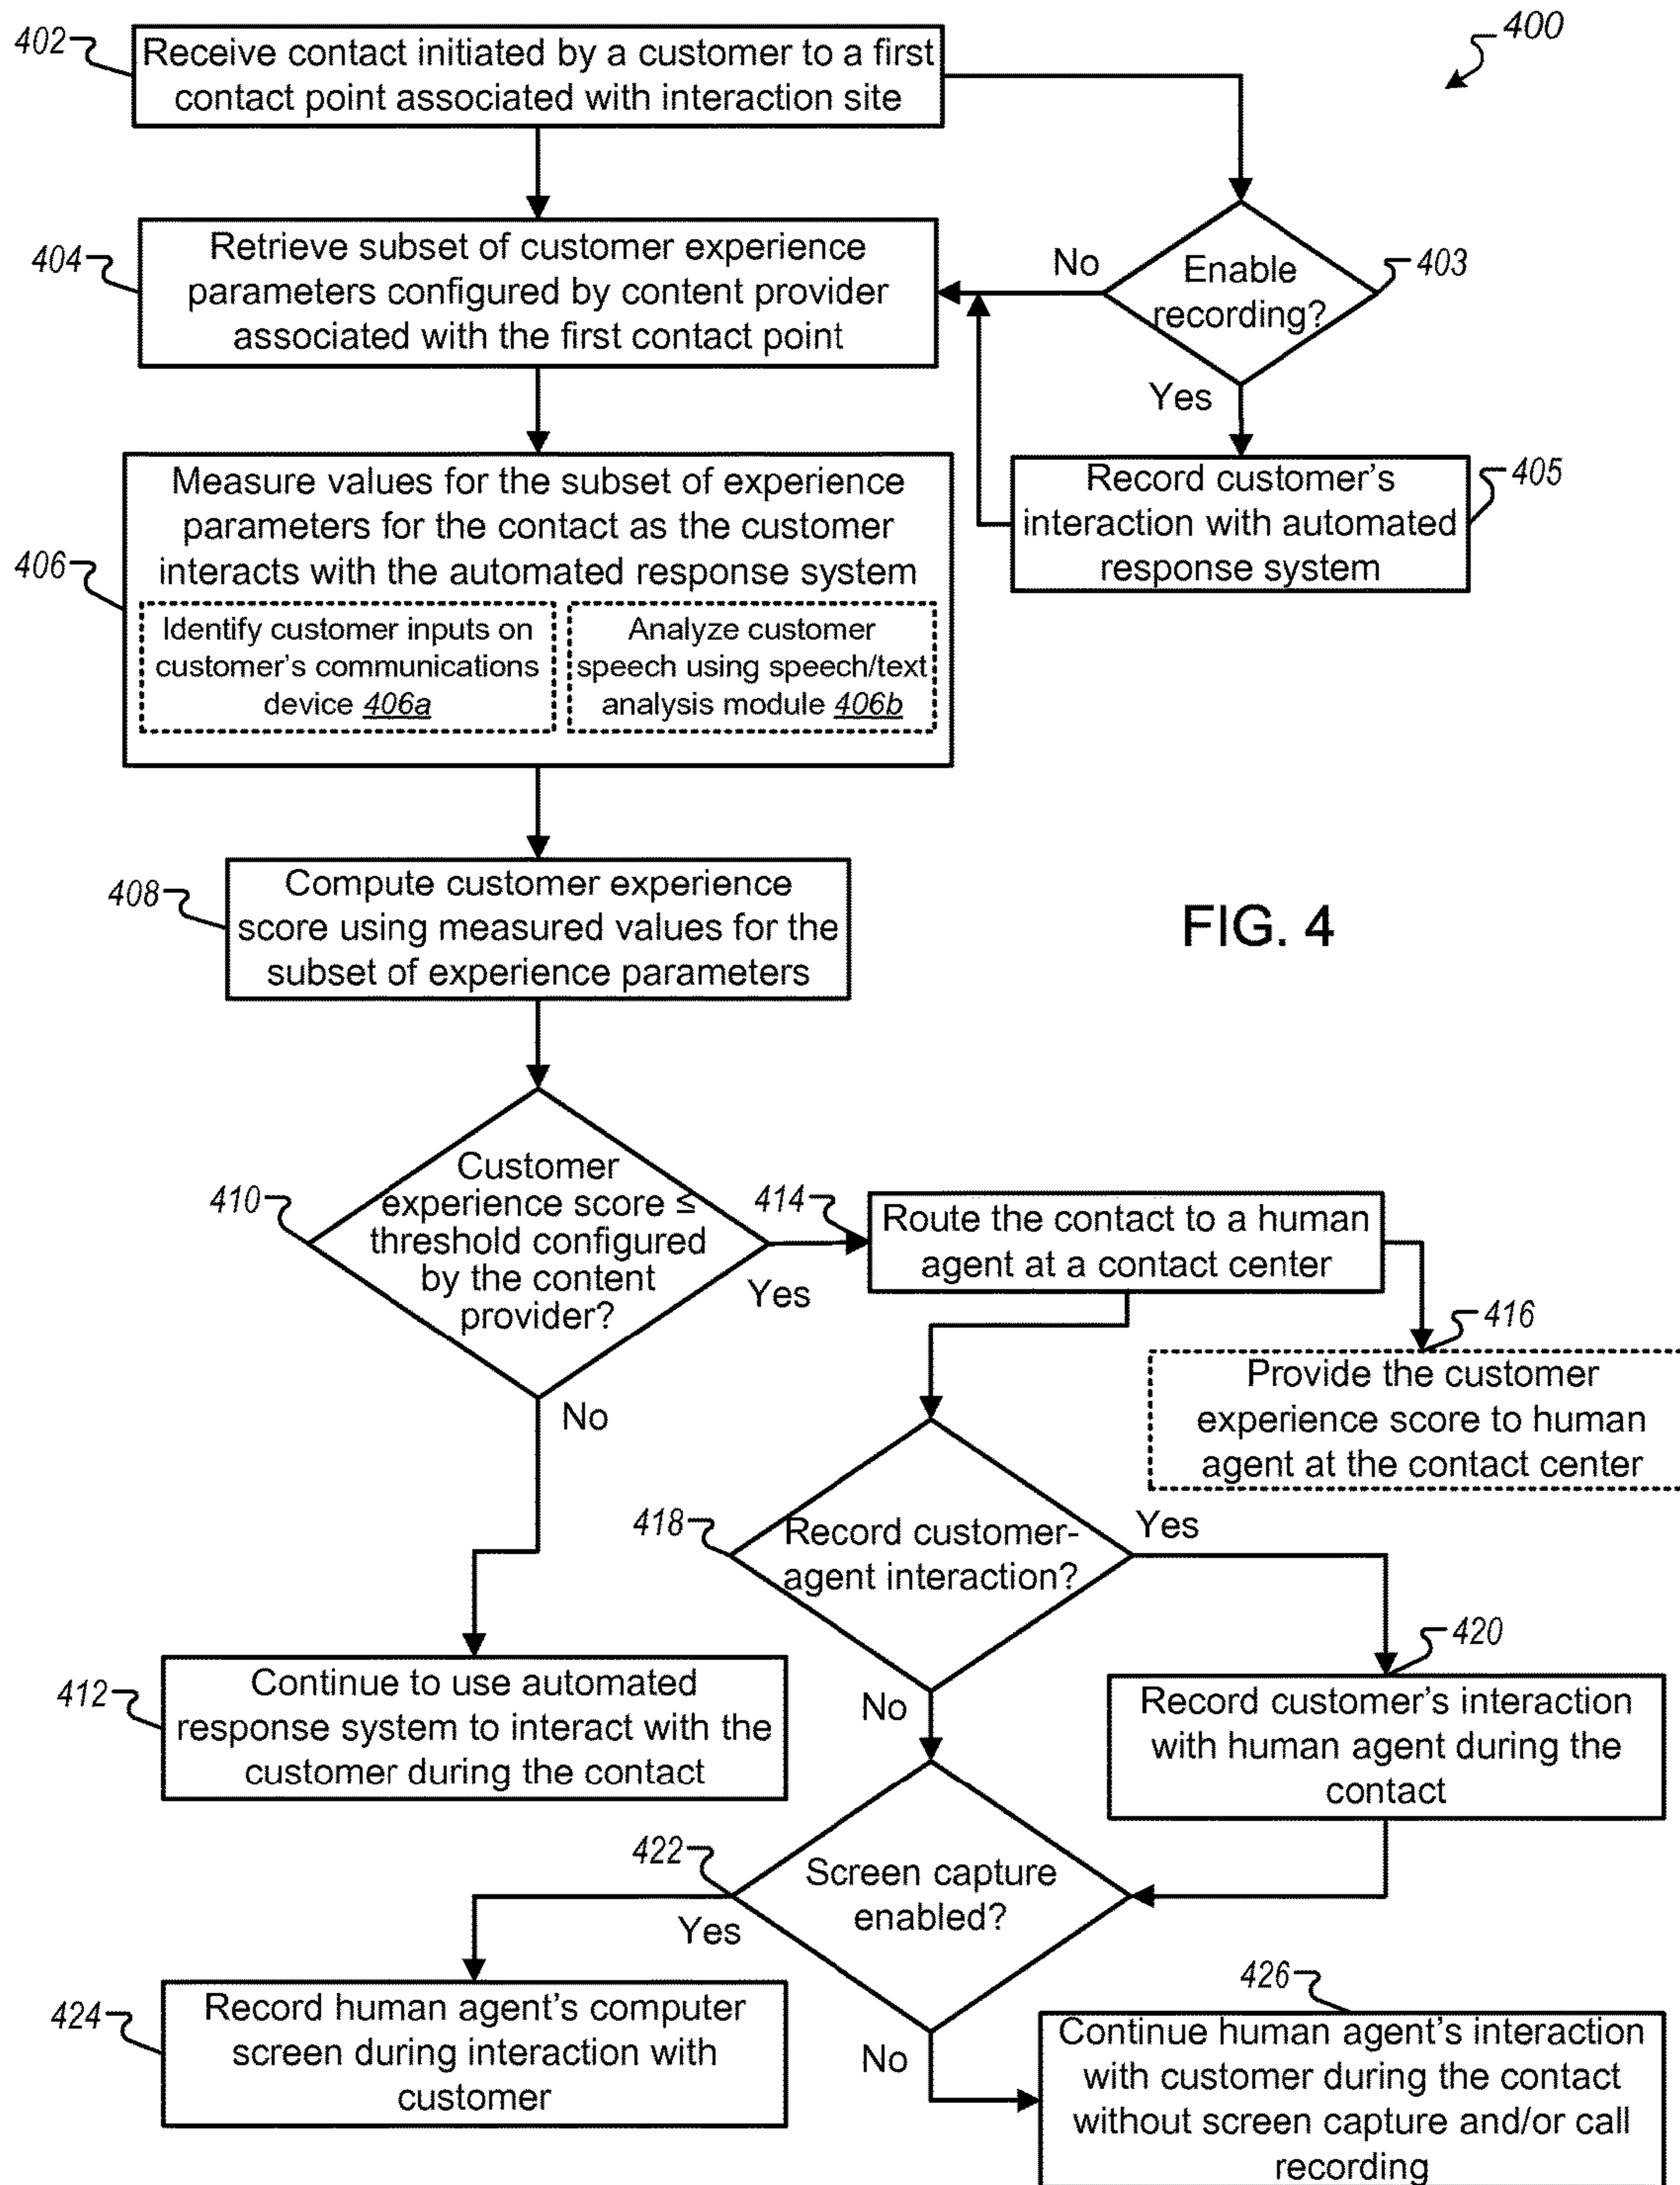 400
402
Receive contact initiated by a customer to a first
contact point associated with interaction site
404
Retrieve subset of customer experience
parameters configured by content provider
associated with the first contact point
No
Enable
recording?
403
Yes
Record customer's
interaction with automated
response system
405
406
Measure values for the subset of experience
parameters for the contact as the customer
interacts with the automated response system
Identify customer inputs on
customer's communications
device 406a
Analyze customer
speech using speech/text
analysis module 406b
408
Compute customer experience
score using measured values for the
subset of experience parameters
FIG. 4
410
Customer
experience score ≤
threshold configured
by the content
provider?
Yes
No
414
Route the contact to a human
agent at a contact center
416
Provide the customer
experience score to human
agent at the contact center
418
Record customer-
agent interaction?
Yes
No
420
Record customer's interaction
with human agent during the
contact
412
Continue to use automated
response system to interact with the
customer during the contact
422
Screen capture
enabled?
Yes
No
424
Record human agent's computer
screen during interaction with
customer
426
Continue human agent's interaction
with customer during the contact
without screen capture and/or call
recording